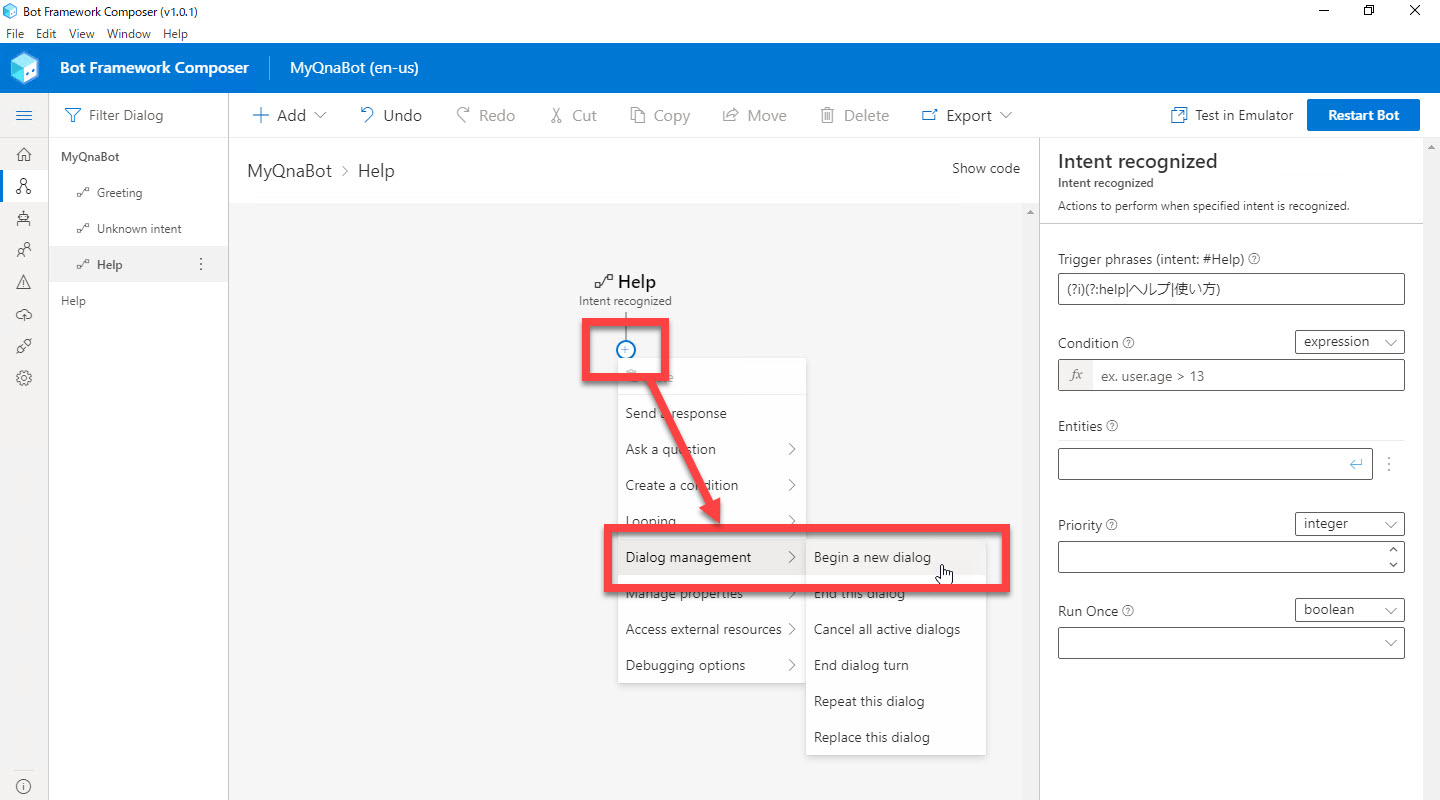 Bot Framework Composer (v1.0.1)
File Edit View Window Help
Bot Framework Composer MyQnaBot (en-us)
Filter Dialog
Add Undo Redo Cut Copy Move Delete Export Test in Emulator Restart Bot
MyQnaBot
Greeting
Unknown intent
Help
Help
MyQnaBot > Help
Show code
Help
Intent recognized
Send a response
Ask a question
Create a condition
Looping
Dialog management
Manage properties
Access external resources
Debugging options
Begin a new dialog
End this dialog
Cancel all active dialogs
End dialog turn
Repeat this dialog
Replace this dialog
Intent recognized
Intent recognized
Actions to perform when specified intent is recognized.
Trigger phrases (intent: #Help)
(?i)(?:help|ヘルプ|使い方)
Condition expression
fx ex. user.age > 13
Entities
Priority integer
Run Once boolean